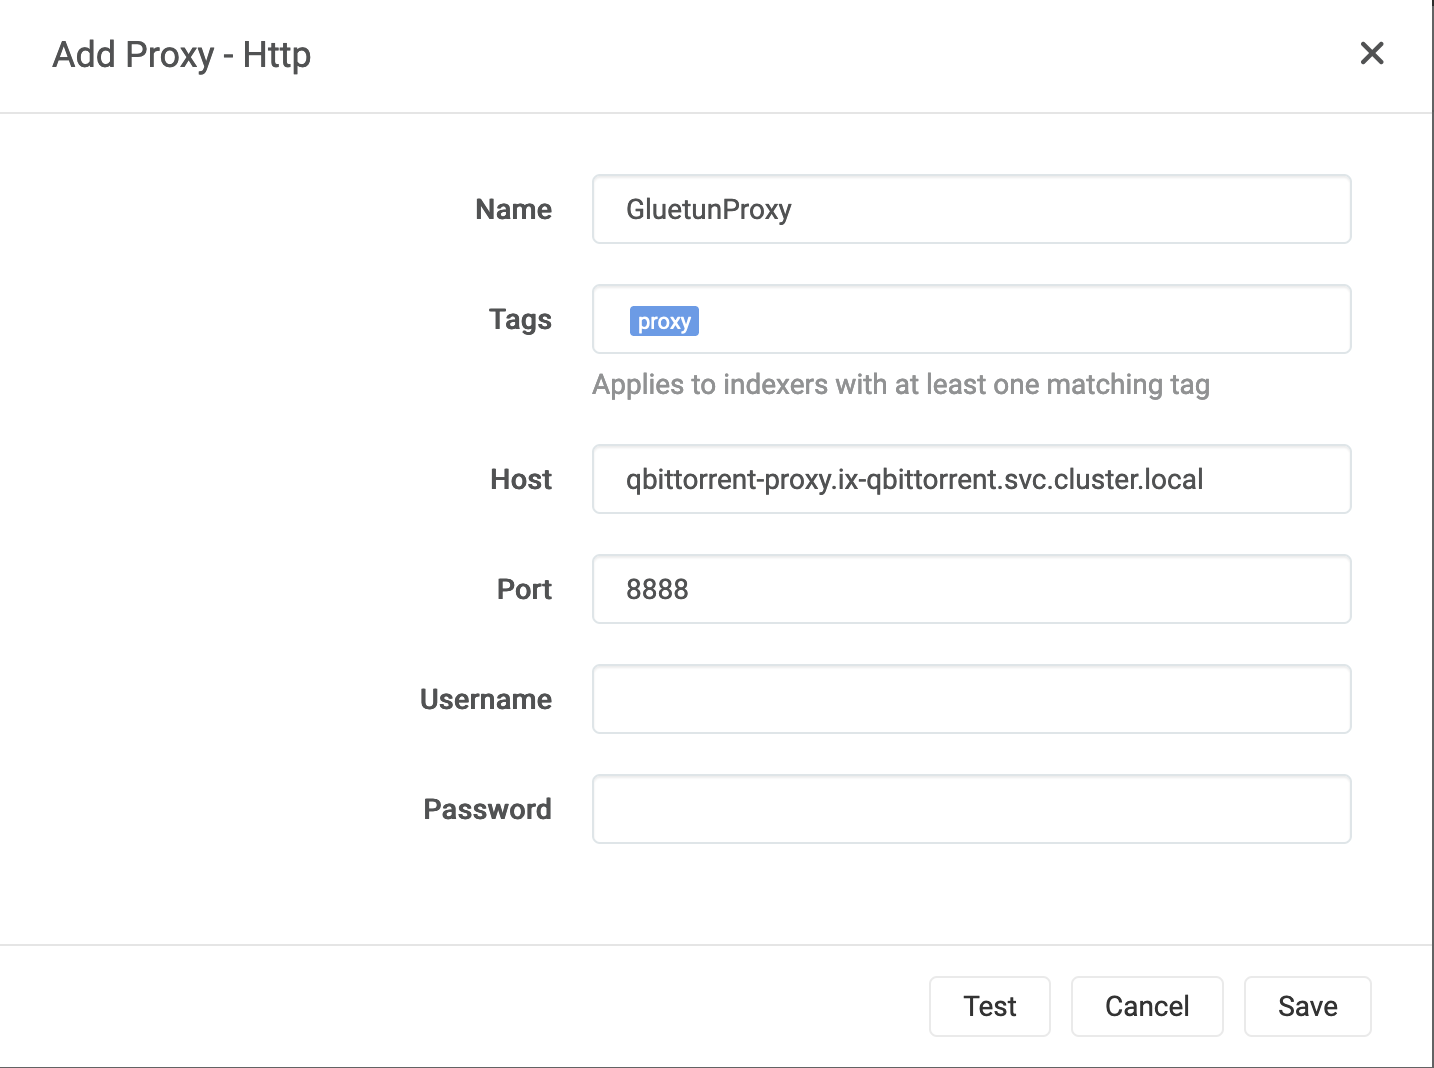 Add Proxy - Http
Name
GluetunProxy
Tags
proxy
Applies to indexers with at least one matching tag
Host
qbittorrent-proxy.ix-qbittorrent.svc.cluster.local
Port
8888
Username
Password
Test
Cancel
Save